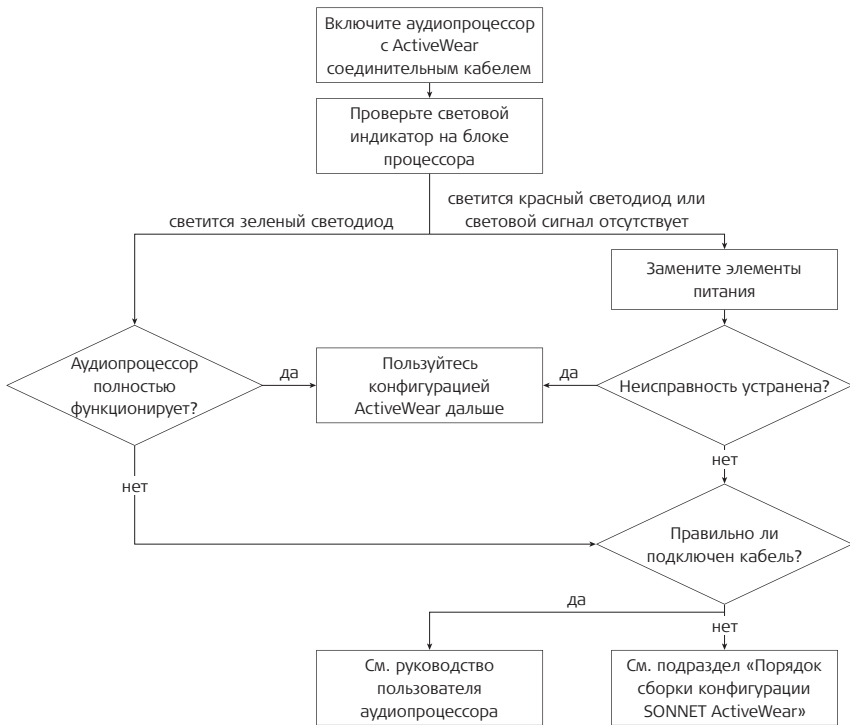 Включите аудиопроцессор
с ActiveWear
соединительным кабелем
Проверьте световой
индикатор на блоке
процессора
светится зеленый светодиод
светится красный светодиод или
световой сигнал отсутствует
Замените элементы
питания
Аудиопроцессор
полностью
функционирует?
да
Пользуйтесь
конфигурацией
ActiveWear дальше
да
Неисправность устранена?
нет
нет
Правильно ли
подключен кабель?
да
нет
См. руководство
пользователя
аудиопроцессора
См. подраздел «Порядок
сборки конфигурации
SONNET ActiveWear»